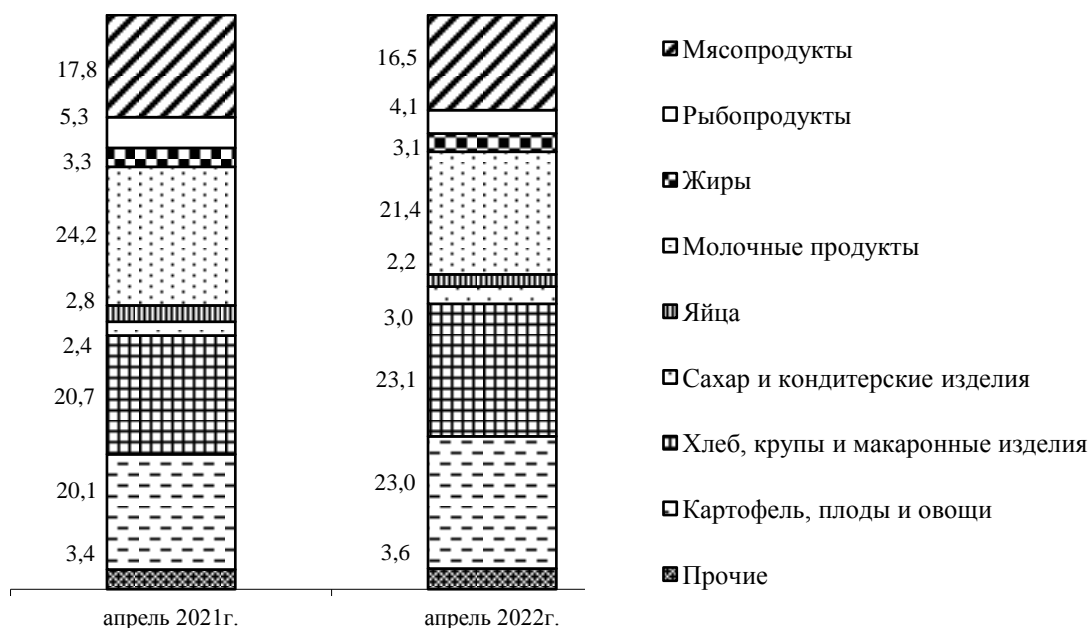 17,8
5,3
3,3
24,2
2,8
2,4
20,7
20,1
3,4
апрель 2021г.
16,5
4,1
3,1
21,4
2,2
3,0
23,1
23,0
3,6
апрель 2022г.
Мясопродукты
Рыбопродукты
Жиры
Молочные продукты
Яйца
Сахар и кондитерские изделия
Хлеб, крупы и макаронные изделия
Картофель, плоды и овощи
Прочие